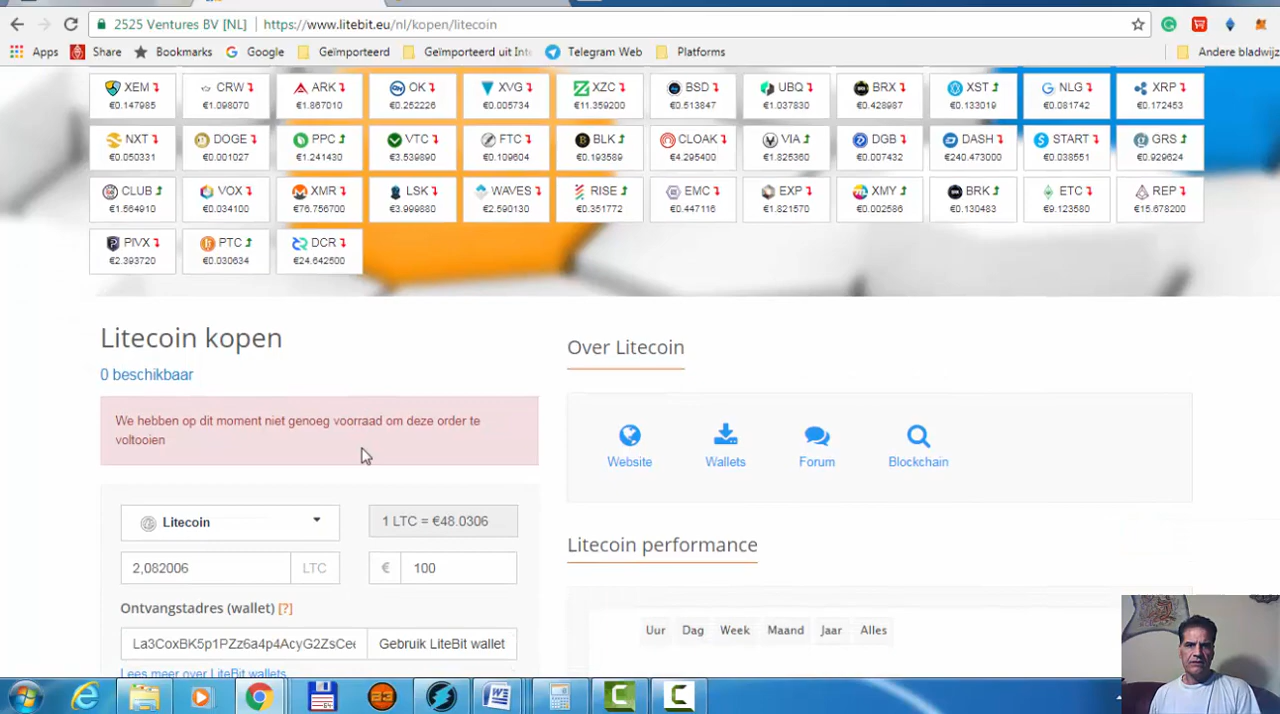 2525 Ventures BV [NL]
https://www.litebit.eu/nl/kopen/litecoin
Apps Share Bookmarks Google Geïmporteerd Geïmporteerd uit Int Telegram Web Platforms Andere bladwijz
XEM CRW ARK OK XVG XZC BSD UBQ BRX XST NLG XRP
€0.147985 €1.098070 €1.867010 €0.252226 €0.005734 €11.359200 €0.513847 €1.037830 €0.428987 €0.133019 €0.081742 €0.172453
NXT DOGE PPC VTC FTC BLK CLOAK VIA DGB DASH START GRS
€0.050331 €0.001027 €1.241430 €3.539890 €0.109604 €0.193589 €4.295400 €1.825360 €0.007432 €240.473000 €0.038551 €0.929624
CLUB VOX XMR LSK WAVES RISE EMC EXP XMY BRK ETC REP
€1.564910 €0.034100 €76.756700 €3.999880 €2.590130 €0.351772 €0.447116 €1.821570 €0.002586 €0.130483 €9.123580 €15.678200
PIVX PTC DCR
€2.393720 €0.030634 €24.642500
Litecoin kopen
0 beschikbaar
We hebben op dit moment niet genoeg voorraad om deze order te
voltooien
Litecoin 1 LTC = €48.0306
2,082006 LTC € 100
Ontvangstadres (wallet) [?]
La3CoxBK5p1PZz6a4p4AcyG2ZsCee Gebruik LiteBit wallet
Lees meer over LiteBit wallets
Over Litecoin
Website Wallets Forum Blockchain
Litecoin performance
Uur Dag Week Maand Jaar Alles